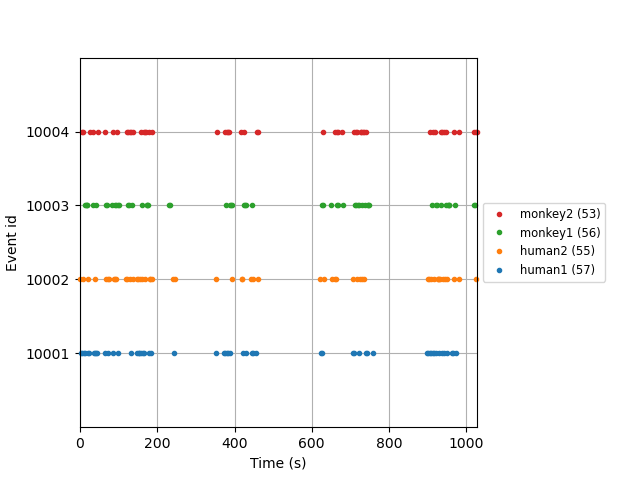 10004
10003
10002
10001
Event id
0
200
400
600
800
1000
Time (s)
monkey2 (53)
monkey1 (56)
human2 (55)
human1 (57)